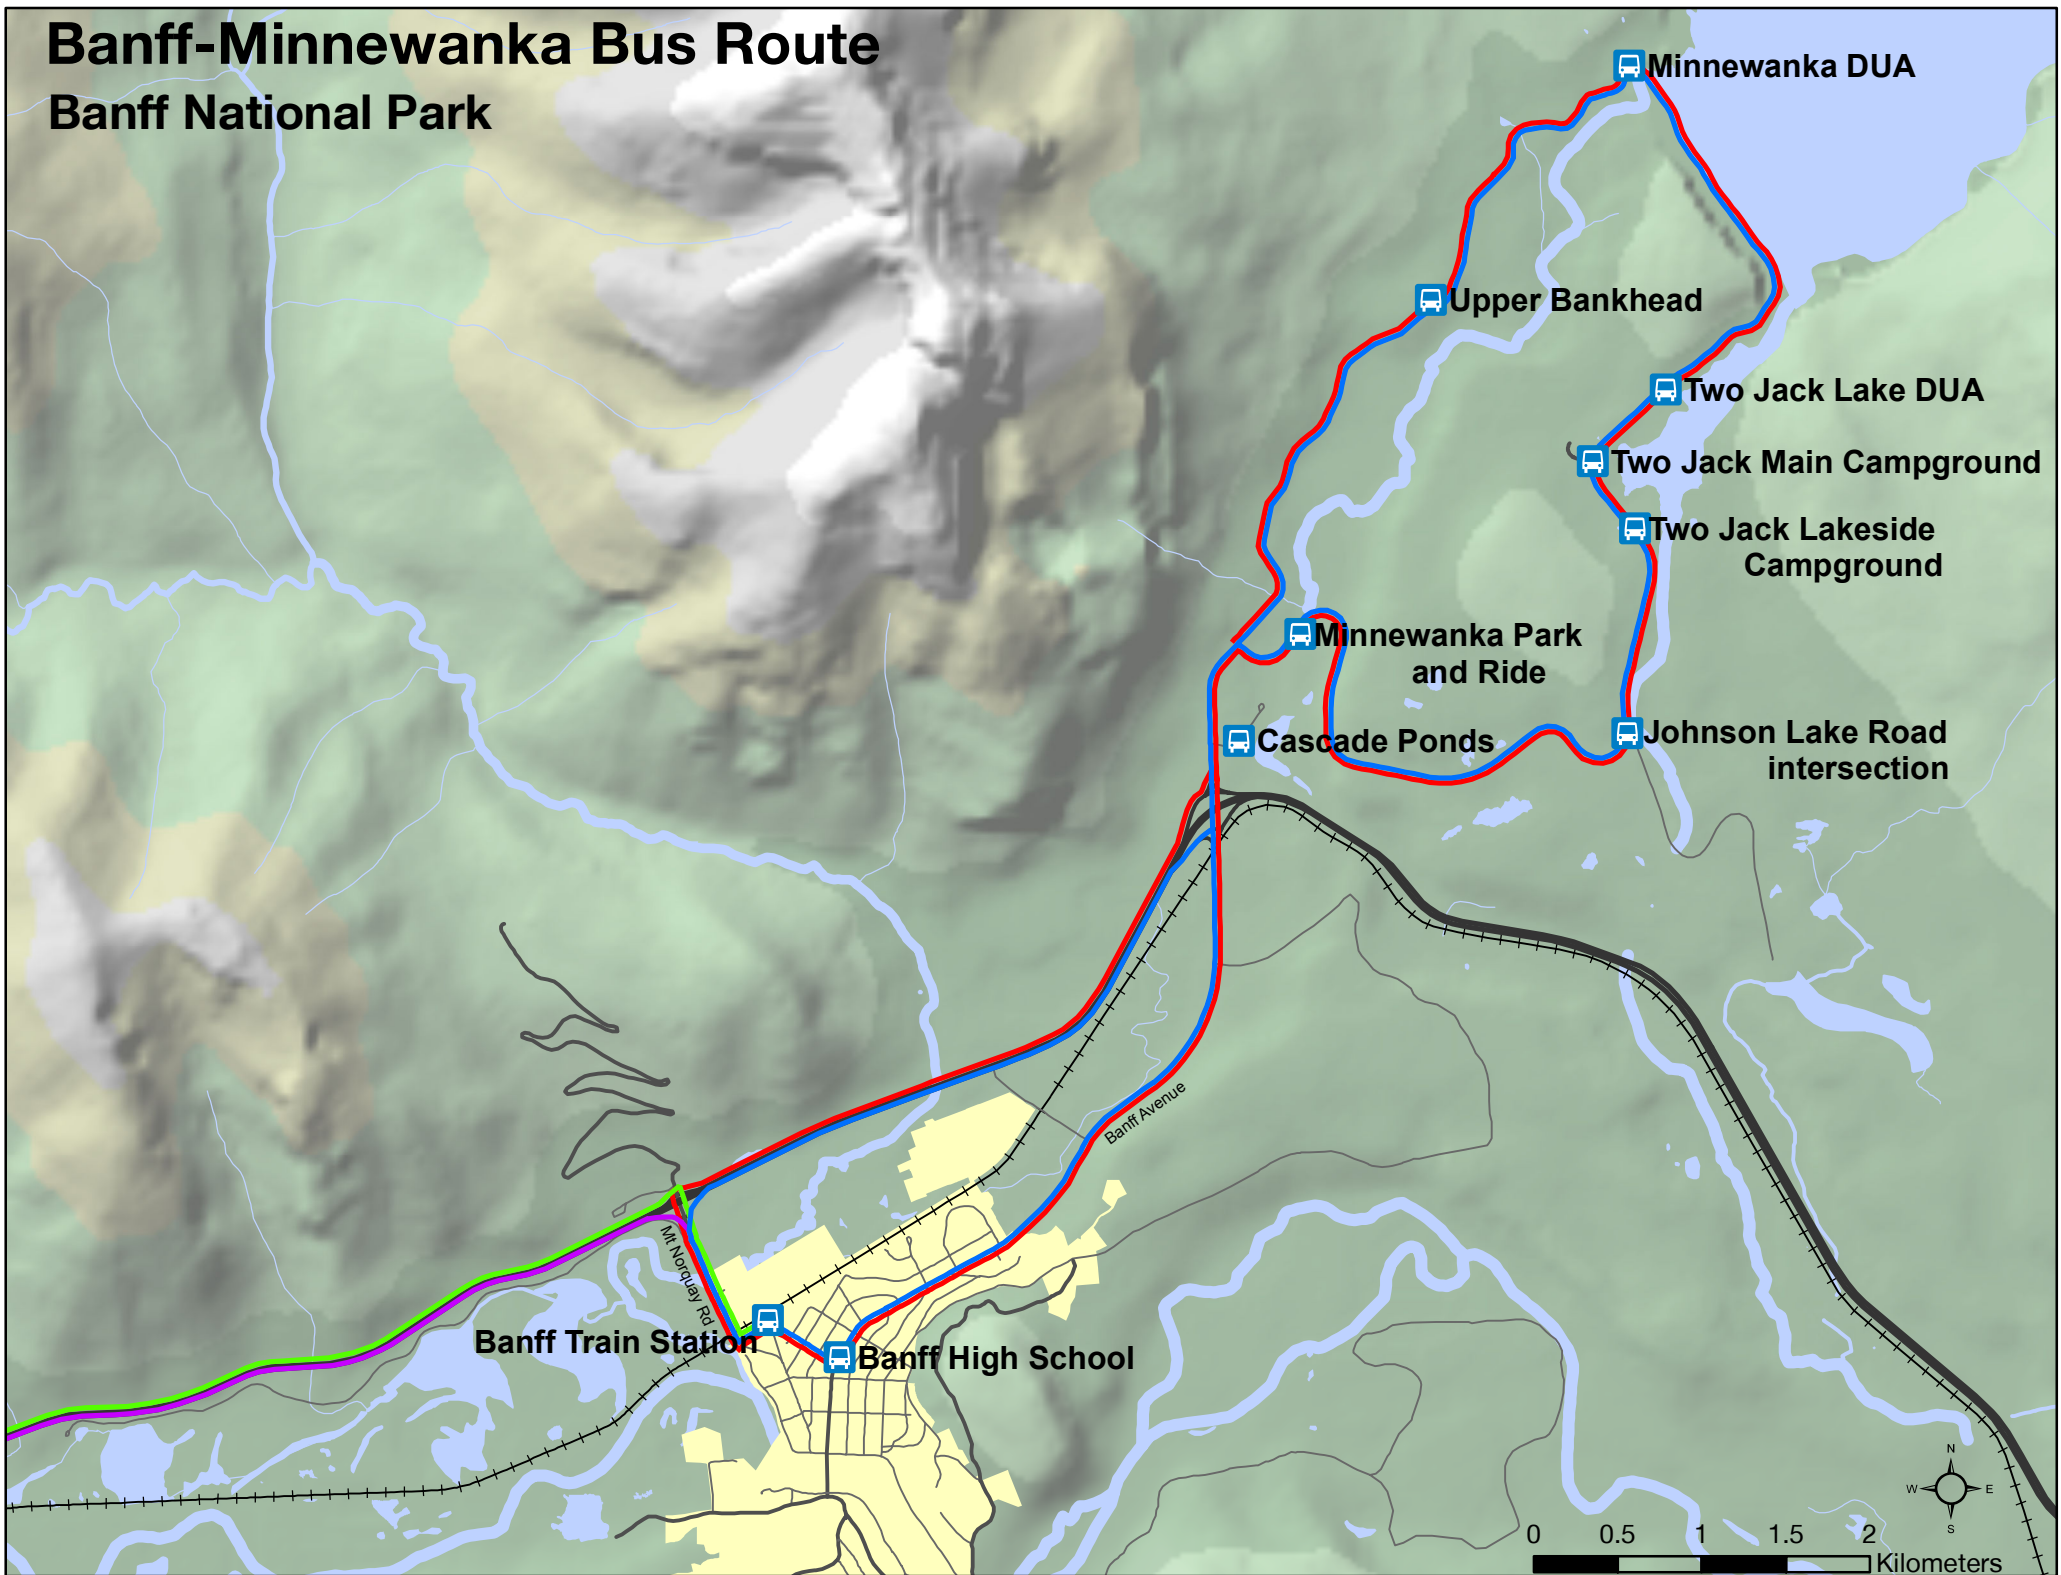 Banff-Minnewanka Bus Route
Banff National Park
Minnewanka DUA
Upper Bankhead
Two Jack Lake DUA
Two Jack Main Campground
Two Jack Lakeside
Campground
Minnewanka Park
and Ride
Cascade Ponds
Johnson Lake Road
intersection
Banff Avenue
Mt Norquay Rd
Banff Train Station
Banff High School
N
W E
S
0 0.5 1 1.5 2
Kilometers